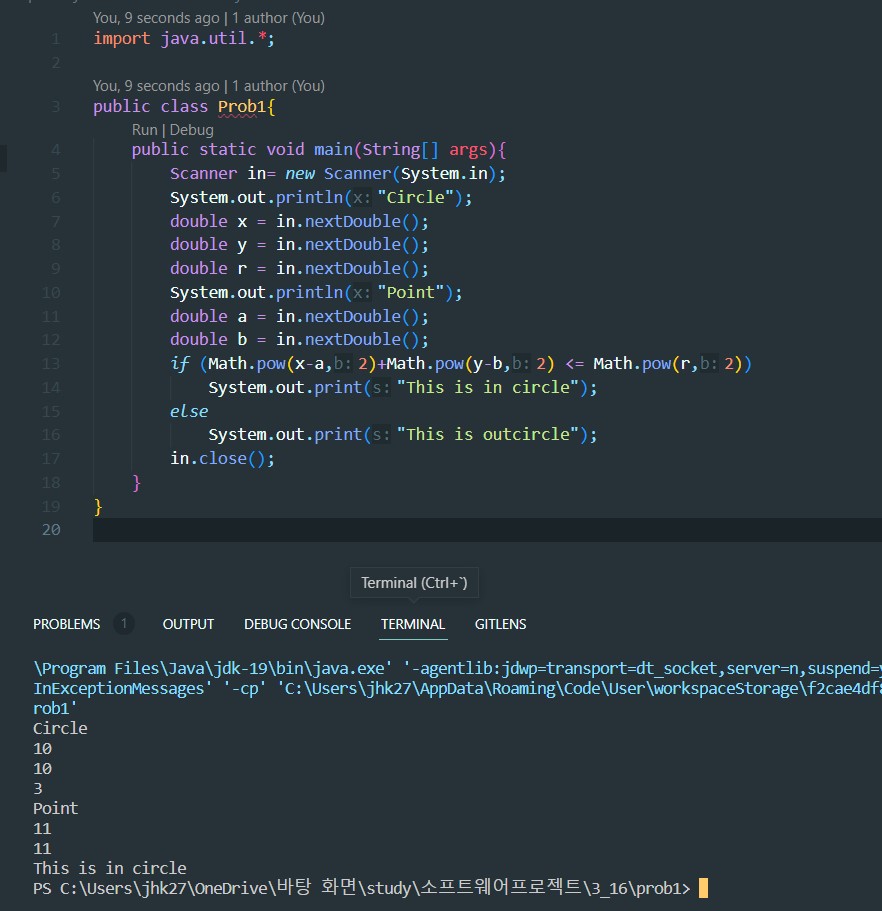 You, 9 seconds ago | 1 author (You)
1 import java.util.*;
2
You, 9 seconds ago | 1 author (You)
3 public class Prob1{
Run | Debug
4 public static void main(String[] args){
5 Scanner in= new Scanner(System.in);
6 System.out.println(x: "Circle");
7 double x = in.nextDouble();
8 double y = in.nextDouble();
9 double r = in.nextDouble();
10 System.out.println(x: "Point");
11 double a = in.nextDouble();
12 double b = in.nextDouble();
13 if (Math.pow(x-a,b: 2)+Math.pow(y-b,b: 2) <= Math.pow(r,b: 2))
14 System.out.print(s: "This is in circle");
15 else
16 System.out.print(s: "This is outcircle");
17 in.close();
18 }
19 }
20
Terminal (Ctrl+`)
PROBLEMS 1 OUTPUT DEBUG CONSOLE TERMINAL GITLENS
\Program Files\Java\jdk-19\bin\java.exe' '-agentlib:jdwp=transport=dt_socket,server=n,suspend=y
InExceptionMessages' '-cp' 'C:\Users\jhk27\AppData\Roaming\Code\User\workspaceStorage\f2cae4df8
rob1'
Circle
10
10
3
Point
11
11
This is in circle
PS C:\Users\jhk27\OneDrive\바탕 화면\study\소프트웨어프로젝트\3_16\prob1>